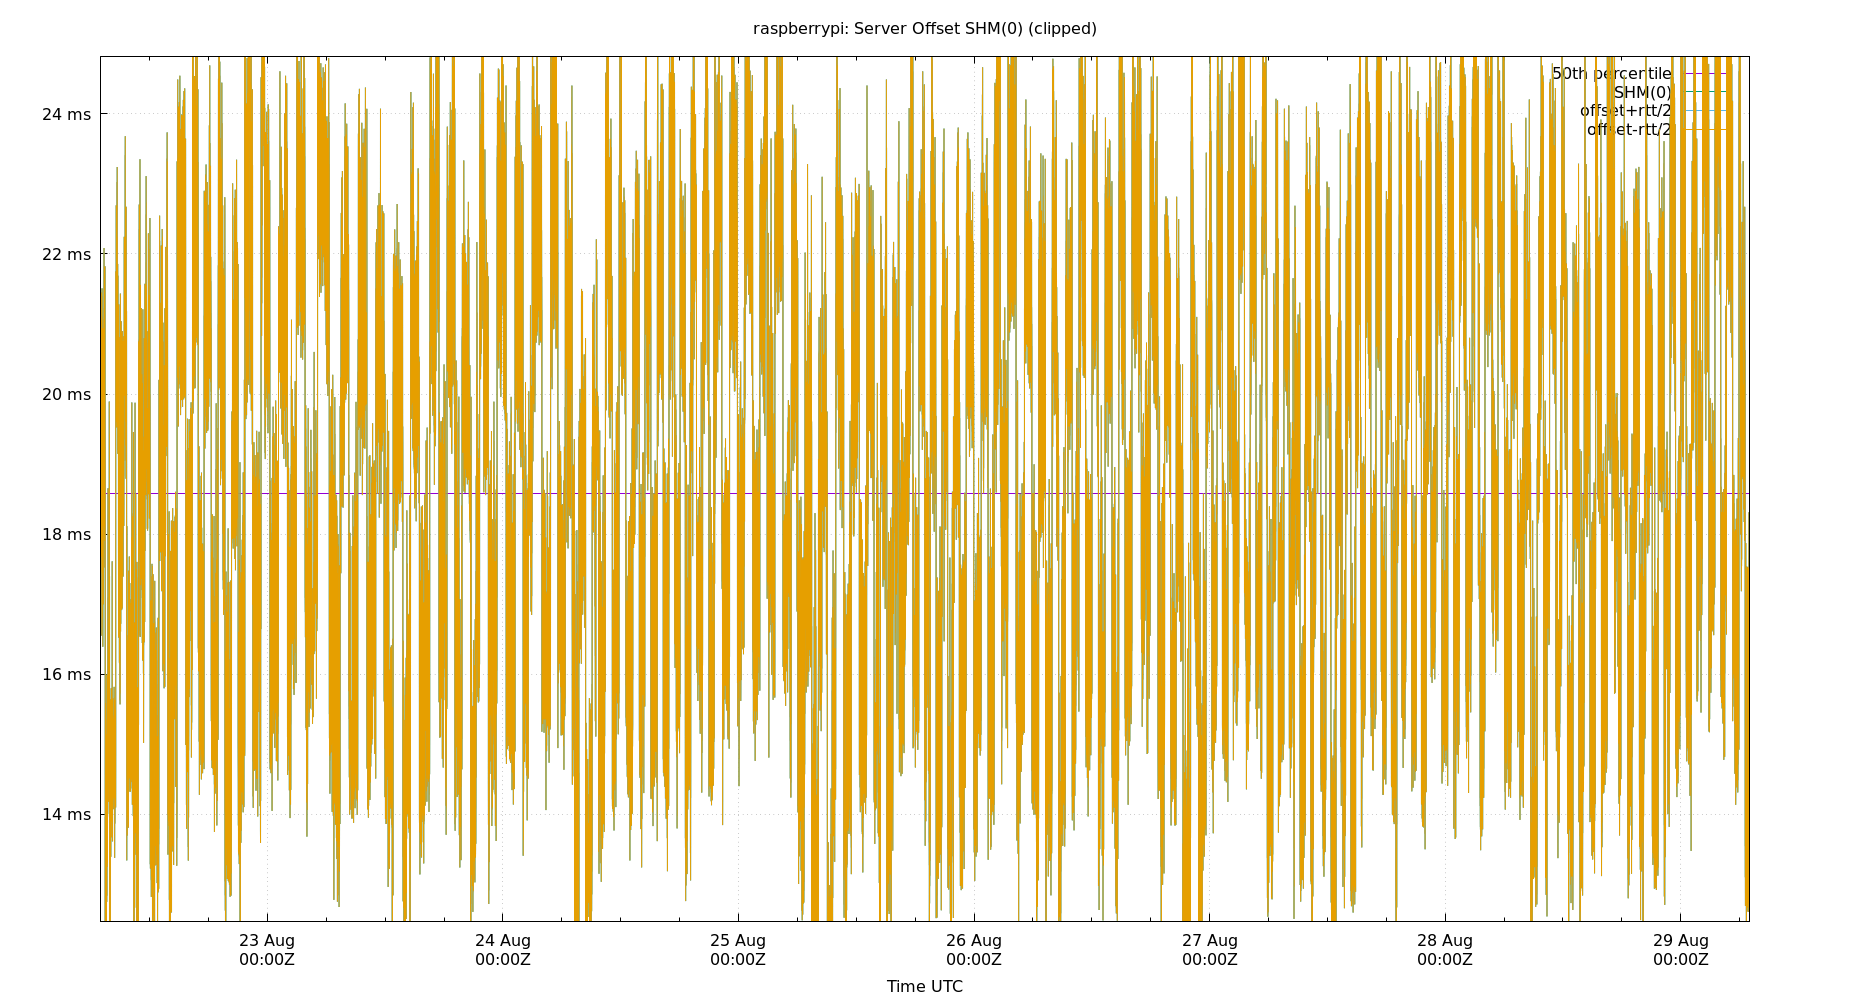 raspberrypi: Server Offset SHM(0) (clipped)
50th percentile
SHM(0)
offset+rtt/2
offset-rtt/2
24 ms
22 ms
20 ms
18 ms
16 ms
14 ms
23 Aug
00:00Z
24 Aug
00:00Z
25 Aug
00:00Z
26 Aug
00:00Z
27 Aug
00:00Z
28 Aug
00:00Z
29 Aug
00:00Z
Time UTC